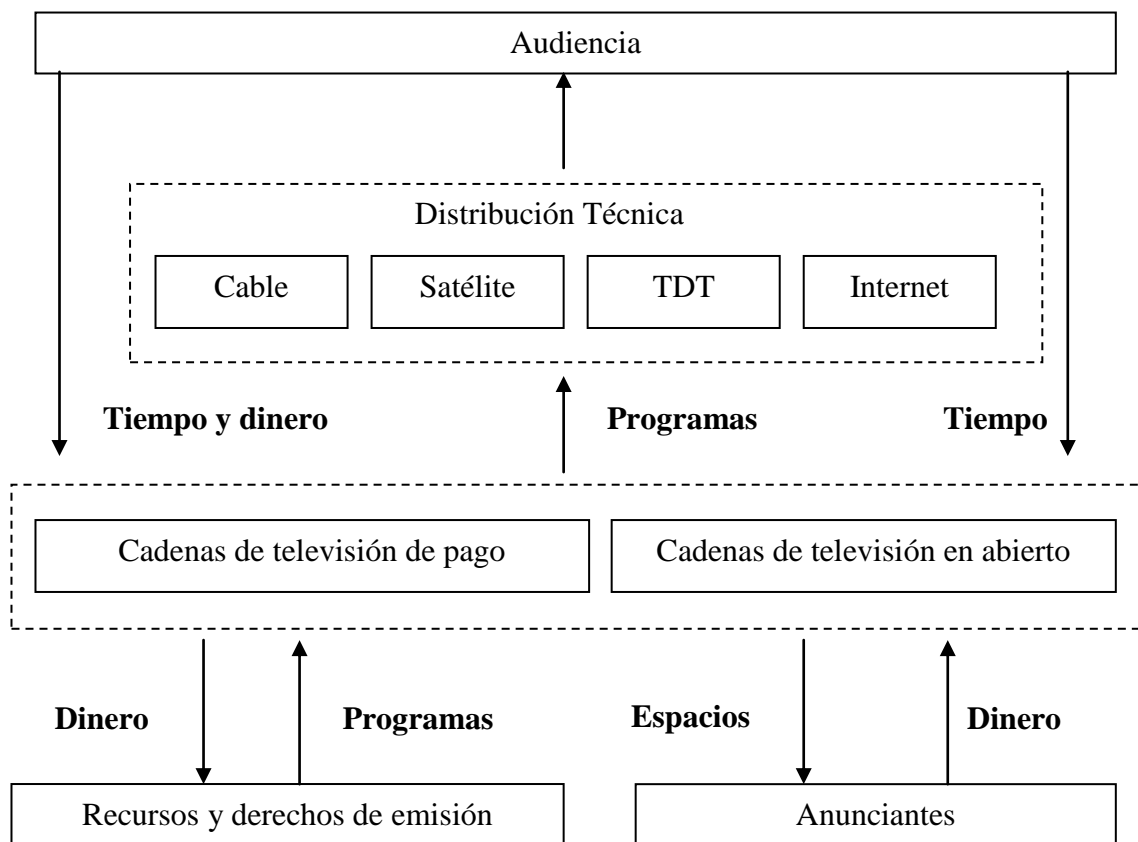 Audiencia
Distribución Técnica
Cable
Satélite
TDT
Internet
Tiempo y dinero
Programas
Tiempo
Cadenas de televisión de pago
Cadenas de televisión en abierto
Dinero
Programas
Espacios
Dinero
Recursos y derechos de emisión
Anunciantes